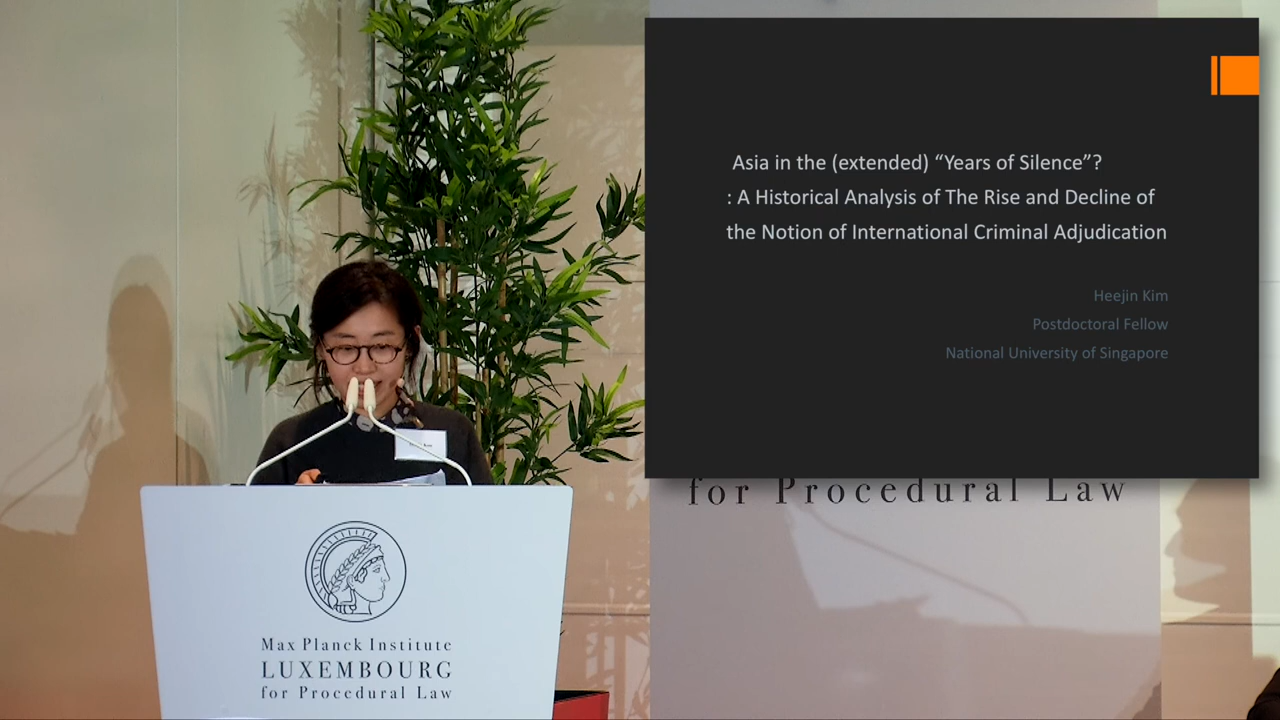 Asia in the (extended) “Years of Silence”?
: A Historical Analysis of The Rise and Decline of
the Notion of International Criminal Adjudication
Heejin Kim
Postdoctoral Fellow
National University of Singapore
for Procedural Law
Max Planck Institute
LUXEMBOURG
for Procedural Law